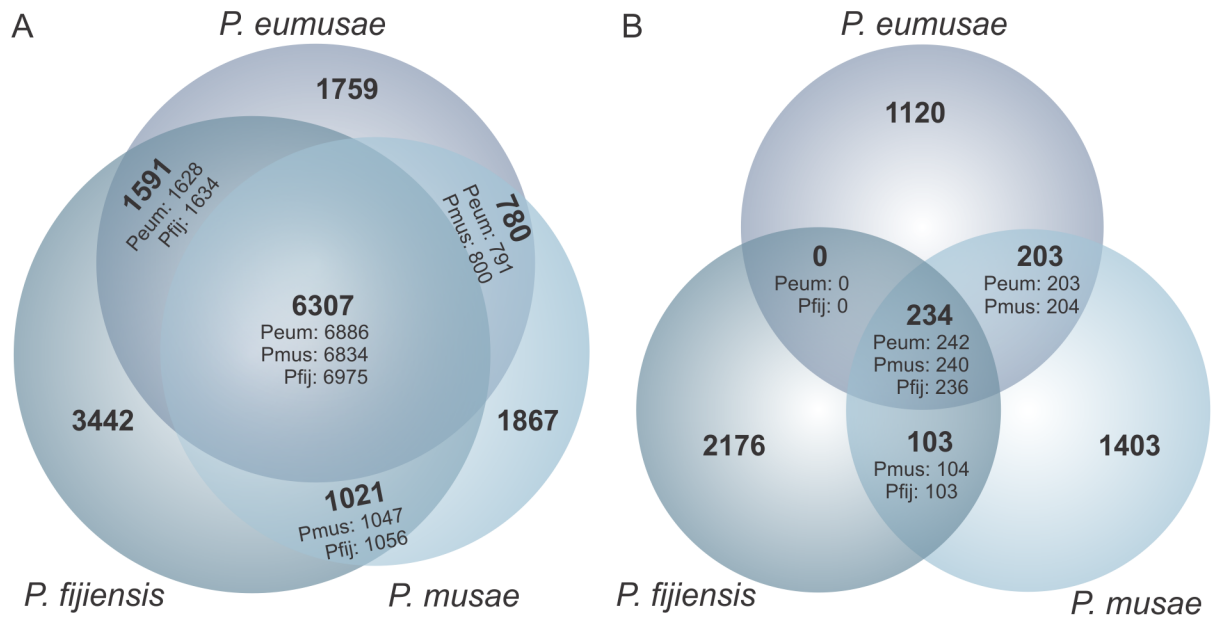 A
P. eumusae
1759
1591
Peum: 1628
Pfij: 1634
780
Peum: 791
Pmus: 800
6307
Peum: 6886
Pmus: 6834
Pfij: 6975
3442
1867
1021
Pmus: 1047
Pfij: 1056
P. fijiensis
P. musae
B
P. eumusae
1120
0
Peum: 0
Pfij: 0
203
Peum: 203
Pmus: 204
234
Peum: 242
Pmus: 240
Pfij: 236
2176
103
Pmus: 104
Pfij: 103
1403
P. fijiensis
P. musae